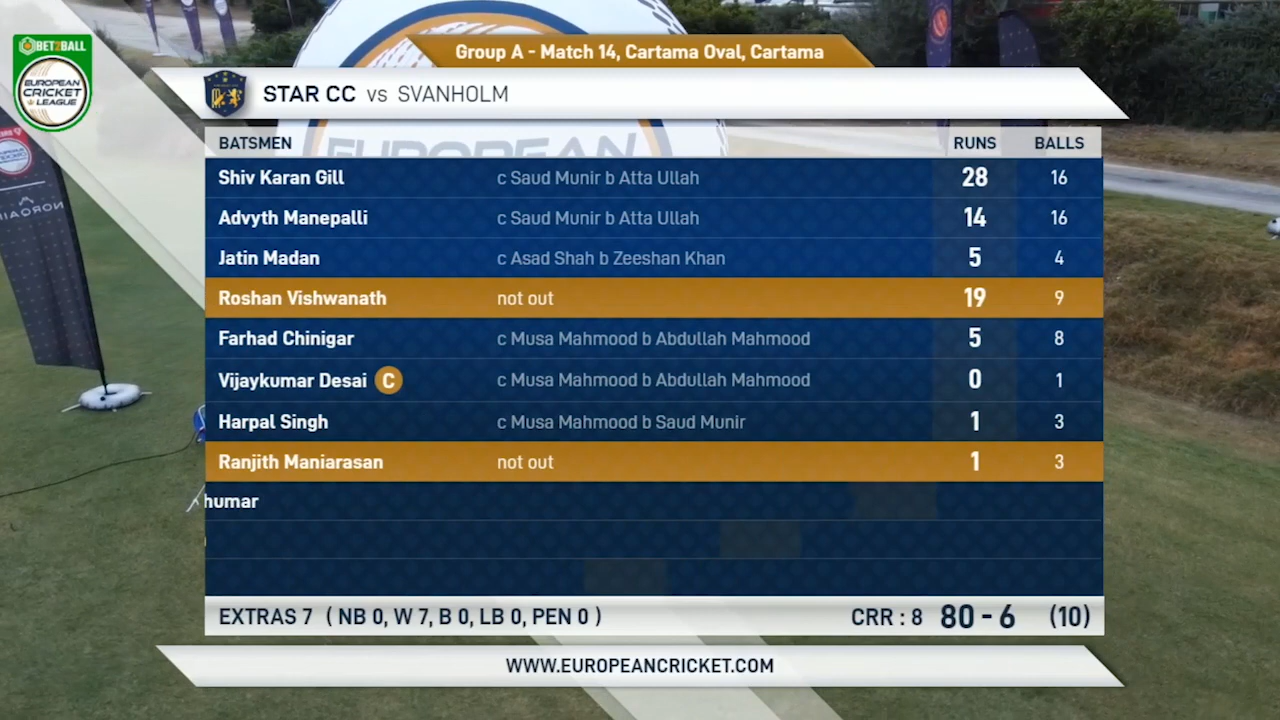 BET2BALL
EUROPEAN
CRICKET
LEAGUE
Group A - Match 14, Cartama Oval, Cartama
STAR CC vs SVANHOLM
EUROPEAN
BATSMEN RUNS BALLS
Shiv Karan Gill c Saud Munir b Atta Ullah 28 16
Advyth Manepalli c Saud Munir b Atta Ullah 14 16
Jatin Madan c Asad Shah b Zeeshan Khan 5 4
Roshan Vishwanath not out 19 9
Farhad Chinigar c Musa Mahmood b Abdullah Mahmood 5 8
Vijaykumar Desai C c Musa Mahmood b Abdullah Mahmood 0 1
Harpal Singh c Musa Mahmood b Saud Munir 1 3
Ranjith Maniarasan not out 1 3
humar
EXTRAS 7 ( NB 0, W 7, B 0, LB 0, PEN 0 ) CRR : 8 80 - 6 (10)
WWW.EUROPEANCRICKET.COM